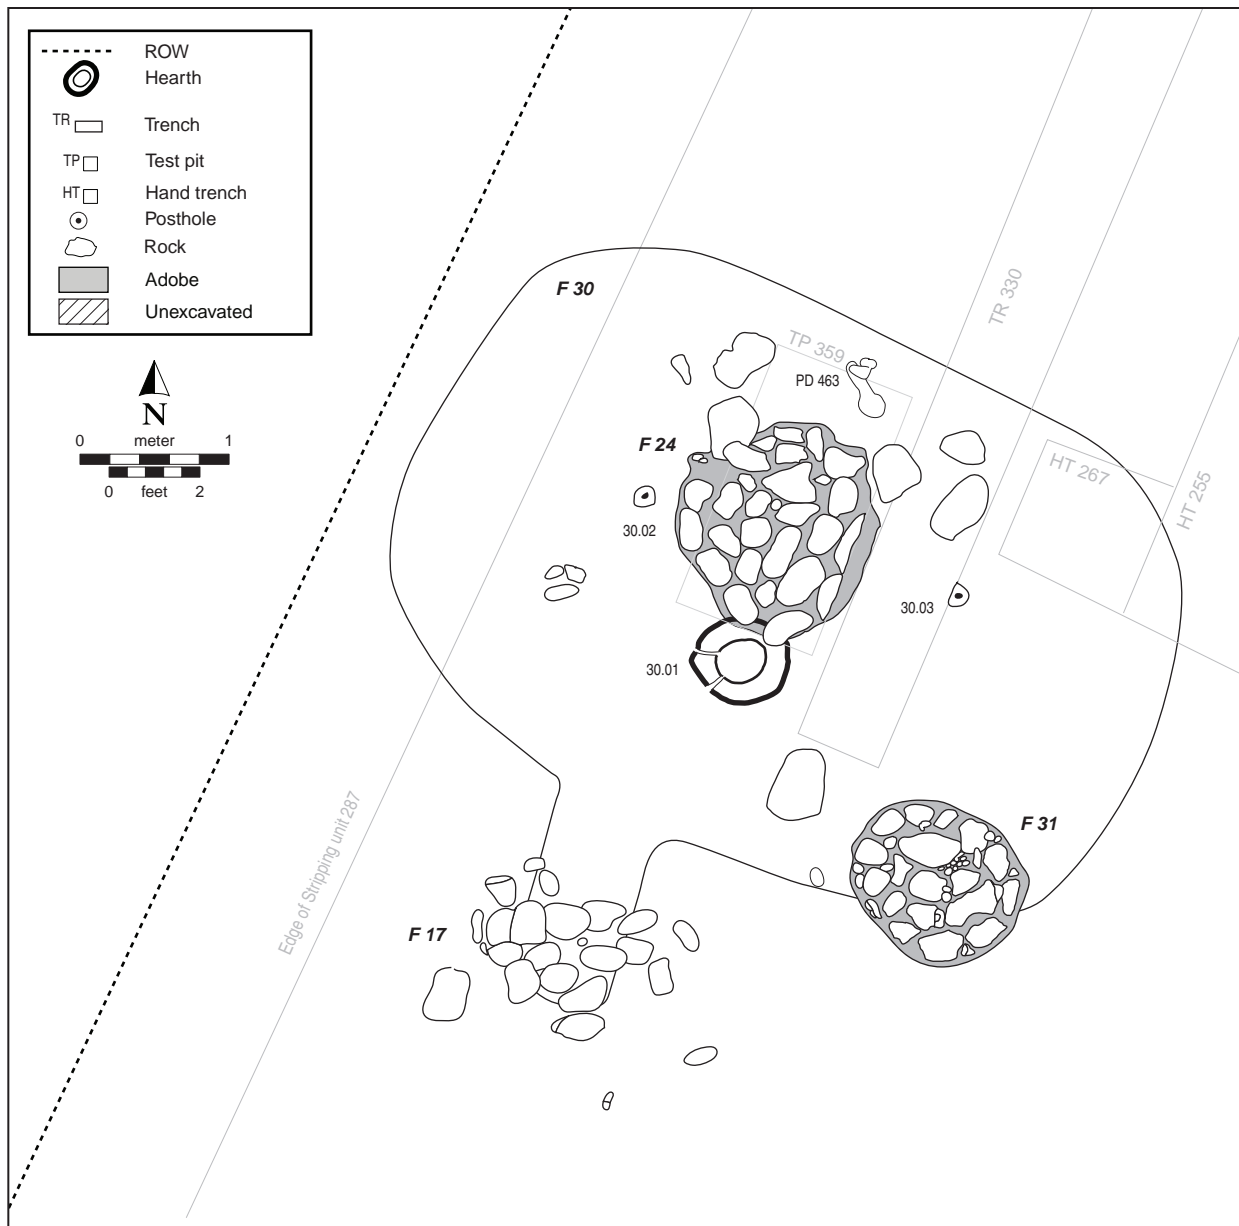 ROW
Hearth
TR Trench
TP Test pit
HT Hand trench
Posthole
Rock
Adobe
Unexcavated
N
0 meter 1
0 feet 2
F 30
TR 330
TP 359
PD 463
F 24
HT 267
HT 255
30.02
30.03
30.01
Edge of Stripping unit 287
F 31
F 17